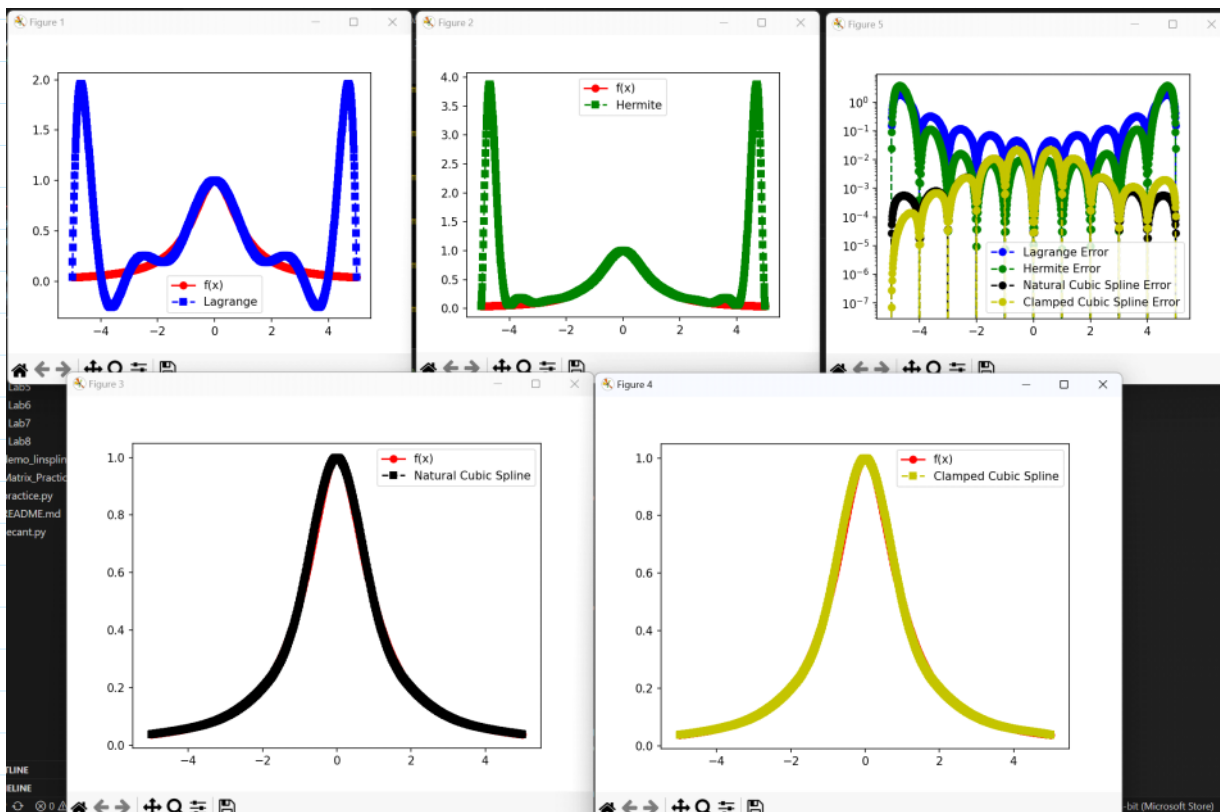 Figure 1
2.0
1.5
1.0
0.5
0.0
−4 −2 0 2 4
f(x)
Lagrange
Figure 2
4.0
3.5
3.0
2.5
2.0
1.5
1.0
0.5
0.0
−4 −2 0 2 4
f(x)
Hermite
Figure 5
10⁰
10⁻¹
10⁻²
10⁻³
10⁻⁴
10⁻⁵
10⁻⁶
10⁻⁷
−4 −2 0 2 4
Lagrange Error
Hermite Error
Natural Cubic Spline Error
Clamped Cubic Spline Error
Lab5
Lab6
Lab7
Lab8
demo_linsplin
Matrix_Practic
practice.py
README.md
secant.py
TLINE
ELINE
0
Figure 3
1.0
0.8
0.6
0.4
0.2
0.0
−4 −2 0 2 4
f(x)
Natural Cubic Spline
Figure 4
1.0
0.8
0.6
0.4
0.2
0.0
−4 −2 0 2 4
f(x)
Clamped Cubic Spline
-bit (Microsoft Store)